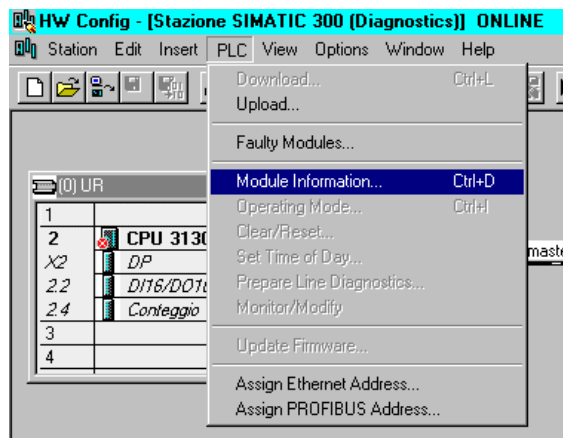 HW Config - [Stazione SIMATIC 300 (Diagnostics)] ONLINE
Station Edit Insert PLC View Options Window Help
Download... Ctrl+L
Upload...
Faulty Modules...
Module Information... Ctrl+D
Operating Mode... Ctrl+I
Clear/Reset...
Set Time of Day...
Prepare Line Diagnostics...
Monitor/Modify
Update Firmware...
Assign Ethernet Address...
Assign PROFIBUS Address...
(0) UR
1
2 CPU 313C
X2 DP
2.2 DI16/DO16
2.4 Conteggio
3
4
maste